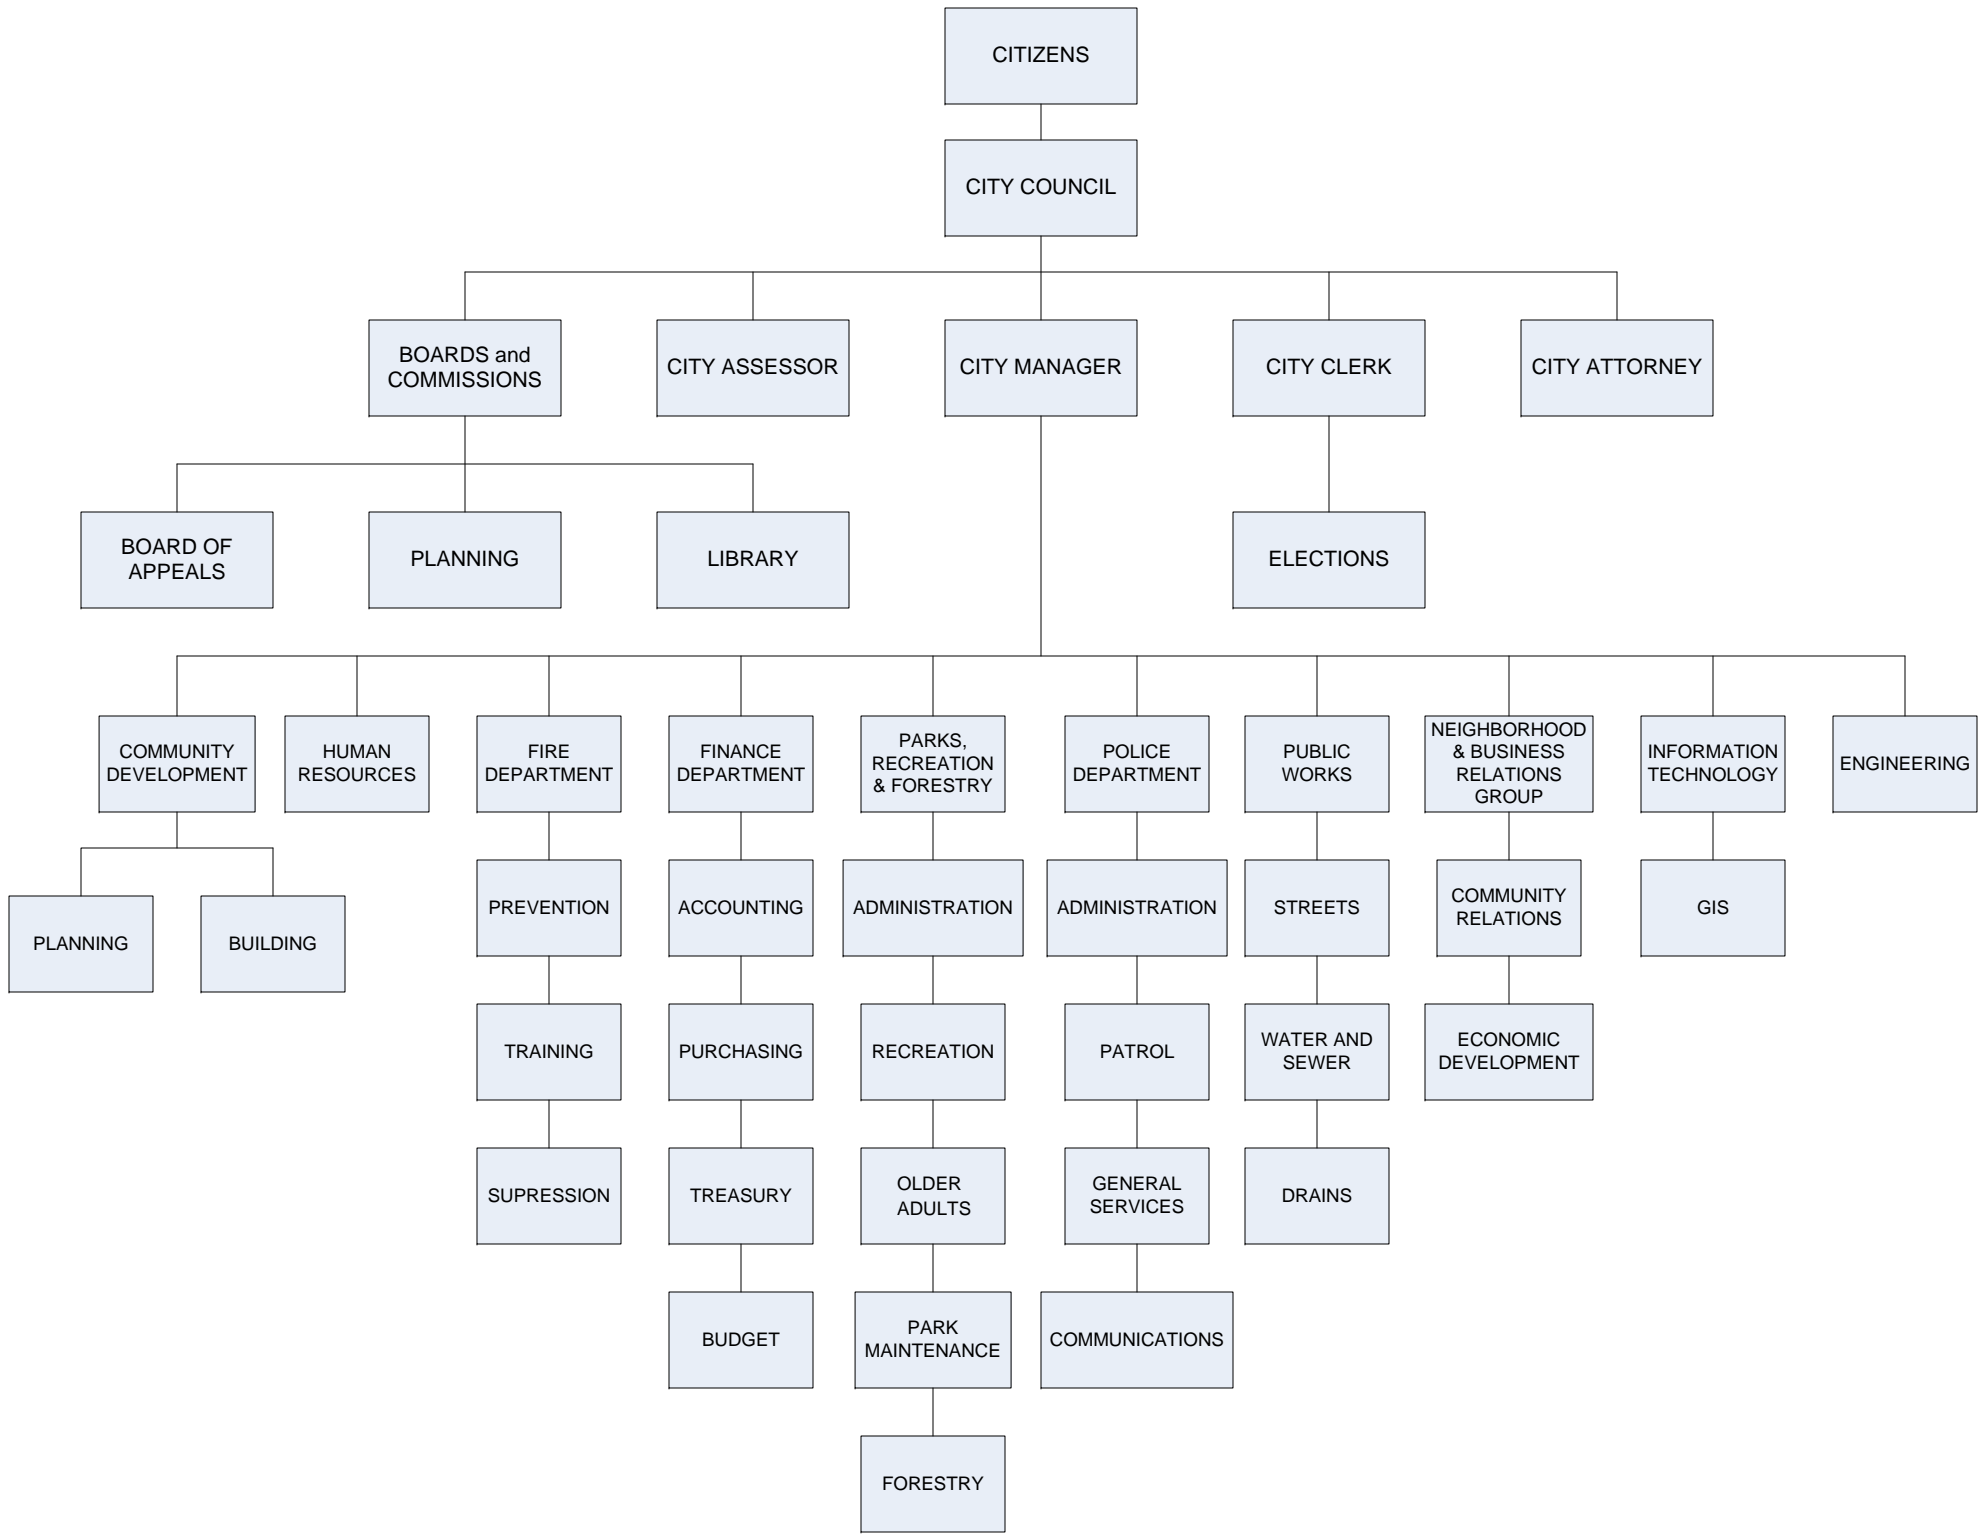 CITIZENS
CITY COUNCIL
BOARDS and
COMMISSIONS
CITY ASSESSOR
CITY MANAGER
CITY CLERK
CITY ATTORNEY
BOARD OF
APPEALS
PLANNING
LIBRARY
ELECTIONS
COMMUNITY
DEVELOPMENT
HUMAN
RESOURCES
FIRE
DEPARTMENT
FINANCE
DEPARTMENT
PARKS,
RECREATION
& FORESTRY
POLICE
DEPARTMENT
PUBLIC
WORKS
NEIGHBORHOOD
& BUSINESS
RELATIONS
GROUP
INFORMATION
TECHNOLOGY
ENGINEERING
PLANNING
BUILDING
PREVENTION
ACCOUNTING
ADMINISTRATION
ADMINISTRATION
STREETS
COMMUNITY
RELATIONS
GIS
TRAINING
PURCHASING
RECREATION
PATROL
WATER AND
SEWER
ECONOMIC
DEVELOPMENT
SUPRESSION
TREASURY
OLDER
ADULTS
GENERAL
SERVICES
DRAINS
BUDGET
PARK
MAINTENANCE
COMMUNICATIONS
FORESTRY